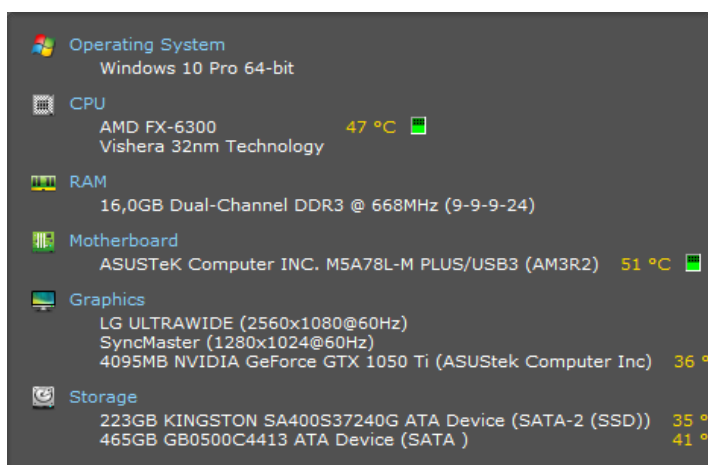 Operating System
Windows 10 Pro 64-bit
CPU
AMD FX-6300 47 °C
Vishera 32nm Technology
RAM
16,0GB Dual-Channel DDR3 @ 668MHz (9-9-9-24)
Motherboard
ASUSTeK Computer INC. M5A78L-M PLUS/USB3 (AM3R2) 51 °C
Graphics
LG ULTRAWIDE (2560x1080@60Hz)
SyncMaster (1280x1024@60Hz)
4095MB NVIDIA GeForce GTX 1050 Ti (ASUStek Computer Inc) 36 °
Storage
223GB KINGSTON SA400S37240G ATA Device (SATA-2 (SSD)) 35 °
465GB GB0500C4413 ATA Device (SATA ) 41 °